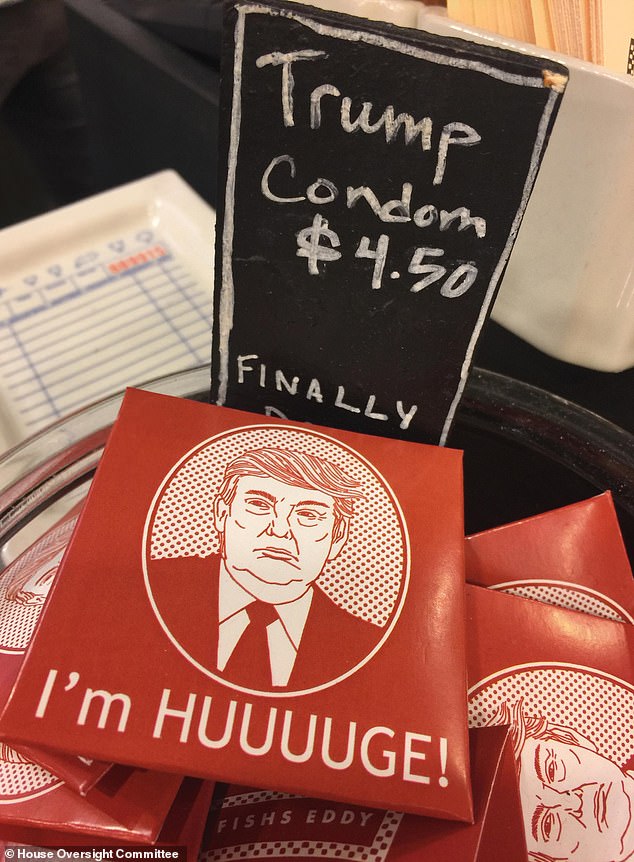 Trump
Condom
$4.50
FINALLY
I'm HUUUUGE!
FISHS EDDY
© House Oversight Committee